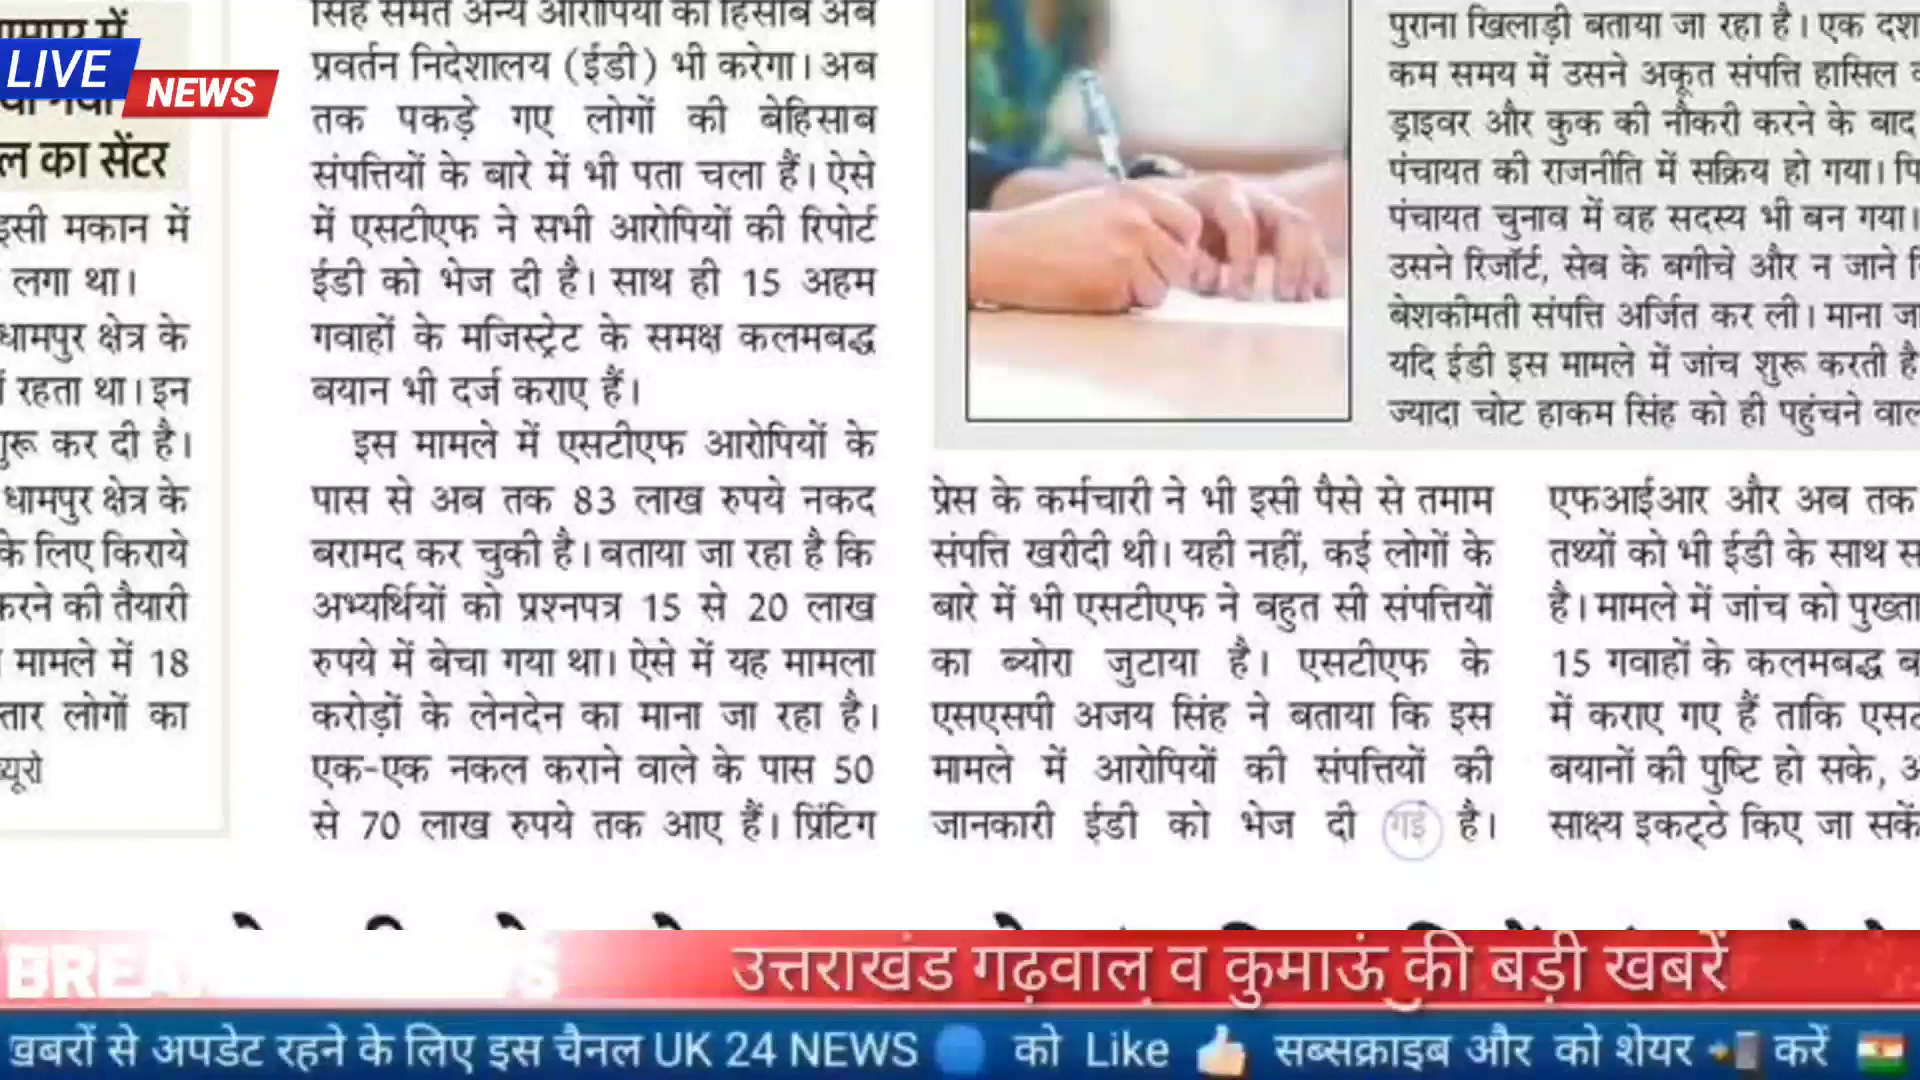 LIVE
NEWS
ल का सेंटर
इसी मकान में
लगा था।
धामपुर क्षेत्र के
रहता था। इन
शुरू कर दी है।
धामपुर क्षेत्र के
के लिए किराये
करने की तैयारी
मामले में 18
लोगों का
ब्यूरो
सिंह समेत अन्य आरोपियों का हिसाब अब
प्रवर्तन निदेशालय (ईडी) भी करेगा। अब
तक पकड़े गए लोगों की बेहिसाब
संपत्तियों के बारे में भी पता चला हैं। ऐसे
में एसटीएफ ने सभी आरोपियों की रिपोर्ट
ईडी को भेज दी है। साथ ही 15 अहम
गवाहों के मजिस्ट्रेट के समक्ष कलमबद्ध
बयान भी दर्ज कराए हैं।
इस मामले में एसटीएफ आरोपियों के
पास से अब तक 83 लाख रुपये नकद
बरामद कर चुकी है। बताया जा रहा है कि
अभ्यर्थियों को प्रश्नपत्र 15 से 20 लाख
रुपये में बेचा गया था। ऐसे में यह मामला
करोड़ों के लेनदेन का माना जा रहा है।
एक-एक नकल कराने वाले के पास 50
से 70 लाख रुपये तक आए हैं। प्रिंटिग
प्रेस के कर्मचारी ने भी इसी पैसे से तमाम
संपत्ति खरीदी थी। यही नहीं, कई लोगों के
बारे में भी एसटीएफ ने बहुत सी संपत्तियों
का ब्योरा जुटाया है। एसटीएफ के
एसएसपी अजय सिंह ने बताया कि इस
मामले में आरोपियों की संपत्तियों की
जानकारी ईडी को भेज दी गई है।
पुराना खिलाड़ी बताया जा रहा है। एक
कम समय में उसने अकूत संपत्ति हासिल
ड्राइवर और कुक की नौकरी करने के बाद
पंचायत की राजनीति में सक्रिय हो गया।
पंचायत चुनाव में वह सदस्य भी बन गया।
उसने रिजॉर्ट, सेब के बगीचे और न जाने
बेशकीमती संपत्ति अर्जित कर ली। माना
यदि ईडी इस मामले में जांच शुरू करती है
ज्यादा चोट हाकम सिंह को ही पहुंचने
एफआईआर और अब तक
तथ्यों को भी ईडी के साथ
है। मामले में जांच को पुख्ता
15 गवाहों के कलमबद्ध
में कराए गए हैं ताकि
बयानों की पुष्टि हो सके,
साक्ष्य इकट्ठे किए जा सकें
उत्तराखंड गढ़वाल व कुमाऊं की बड़ी खबरें
खबरों से अपडेट रहने के लिए इस चैनल UK 24 NEWS 🔵 को Like 👍 सब्सक्राइब और को शेयर 📲 करें 🇮🇳